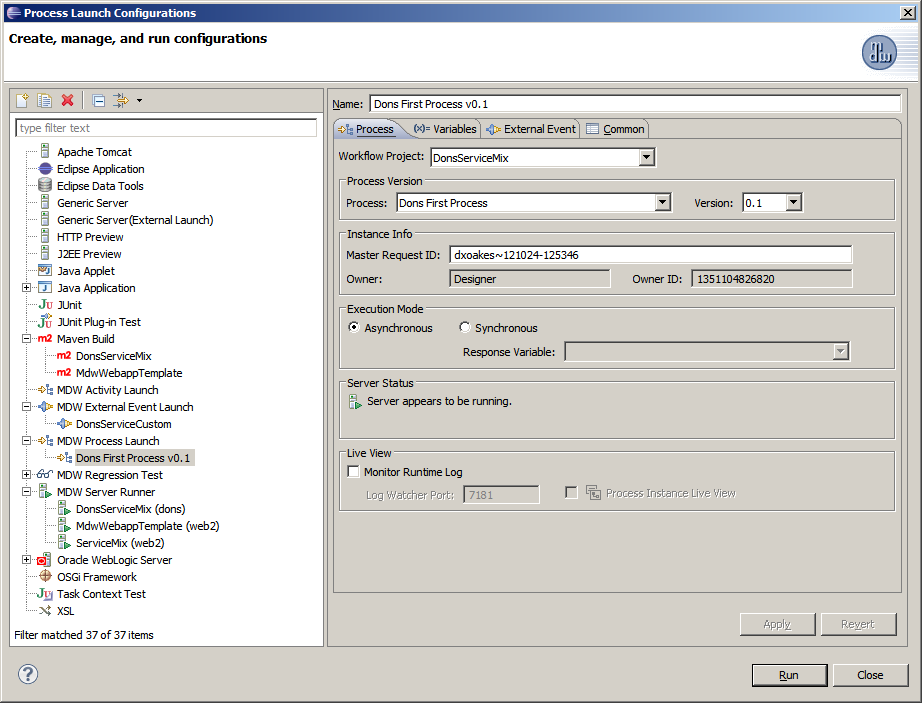 Process Launch Configurations
Create, manage, and run configurations
type filter text
Apache Tomcat
Eclipse Application
Eclipse Data Tools
Generic Server
Generic Server(External Launch)
HTTP Preview
J2EE Preview
Java Applet
Java Application
JUnit
JUnit Plug-in Test
Maven Build
DonsServiceMix
MdwWebappTemplate
MDW Activity Launch
MDW External Event Launch
DonsServiceCustom
MDW Process Launch
Dons First Process v0.1
MDW Regression Test
MDW Server Runner
DonsServiceMix (dons)
MdwWebappTemplate (web2)
ServiceMix (web2)
Oracle WebLogic Server
OSGi Framework
Task Context Test
XSL
Filter matched 37 of 37 items
Name: Dons First Process v0.1
Process (x)= Variables External Event Common
Workflow Project: DonsServiceMix
Process Version
Process: Dons First Process Version: 0.1
Instance Info
Master Request ID: dxoakes~121024-125346
Owner: Designer Owner ID: 1351104826820
Execution Mode
Asynchronous Synchronous
Response Variable:
Server Status
Server appears to be running.
Live View
Monitor Runtime Log
Log Watcher Port: 7181 Process Instance Live View
Apply Revert
? Run Close